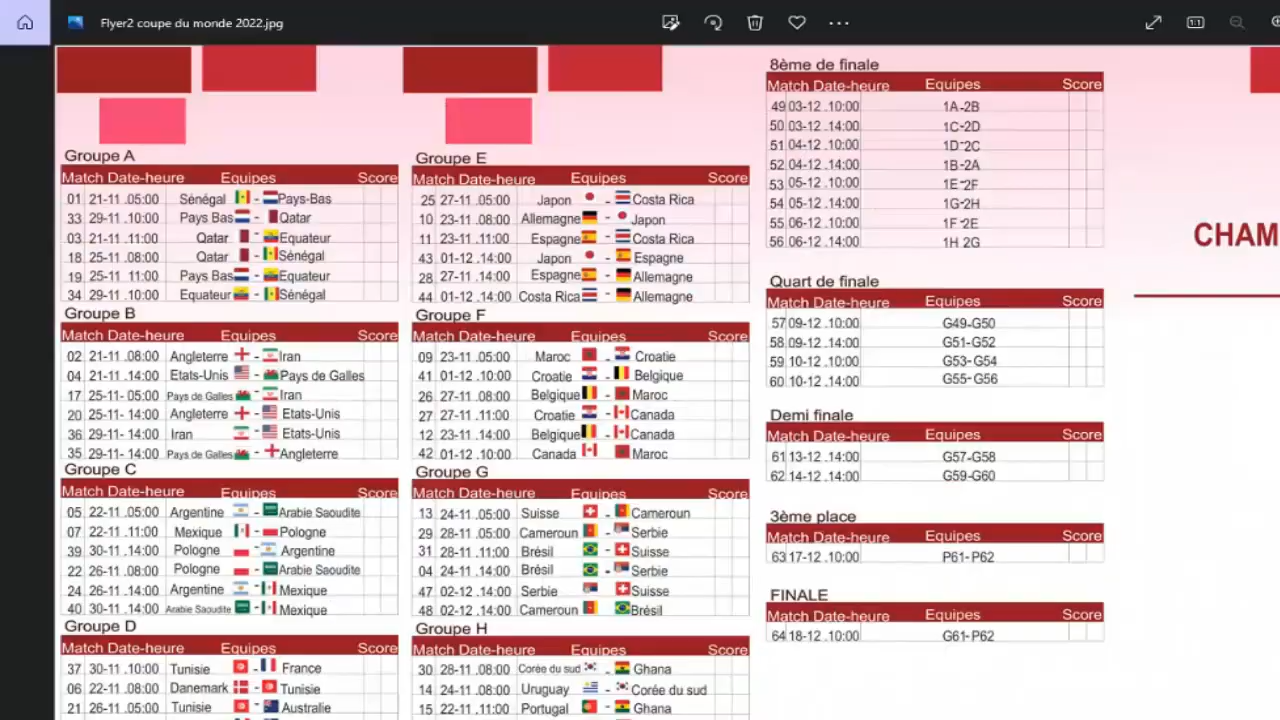 Flyer2 coupe du monde 2022.jpg
Groupe A
Match Date-heure Equipes Score
01 21-11 .05:00 Sénégal - Pays-Bas
33 29-11 .10:00 Pays Bas - Qatar
03 21-11 .11:00 Qatar - Equateur
18 25-11 .08:00 Qatar - Sénégal
19 25-11 11:00 Pays Bas - Equateur
34 29-11 .10:00 Equateur - Sénégal
Groupe B
Match Date-heure Equipes Score
02 21-11 .08:00 Angleterre - Iran
04 21-11 .14:00 Etats-Unis - Pays de Galles
17 25-11- 05:00 Pays de Galles - Iran
20 25-11- 14:00 Angleterre - Etats-Unis
36 29-11- 14:00 Iran - Etats-Unis
35 29-11- 14:00 Pays de Galles - Angleterre
Groupe C
Match Date-heure Equipes Score
05 22-11 .05:00 Argentine - Arabie Saoudite
07 22-11 .11:00 Mexique - Pologne
39 30-11 .14:00 Pologne - Argentine
22 26-11 .08:00 Pologne - Arabie Saoudite
24 26-11 .14:00 Argentine - Mexique
40 30-11 .14:00 Arabie Saoudite - Mexique
Groupe D
Match Date-heure Equipes Score
37 30-11 .10:00 Tunisie - France
06 22-11 .08:00 Danemark - Tunisie
21 26-11 .05:00 Tunisie - Australie
Groupe E
Match Date-heure Equipes Score
25 27-11 .05:00 Japon - Costa Rica
10 23-11 .08:00 Allemagne - Japon
11 23-11 .11:00 Espagne - Costa Rica
43 01-12 .14:00 Japon - Espagne
28 27-11 .14:00 Espagne - Allemagne
44 01-12 .14:00 Costa Rica - Allemagne
Groupe F
Match Date-heure Equipes Score
09 23-11 .05:00 Maroc - Croatie
41 01-12 .10:00 Croatie - Belgique
26 27-11 .08:00 Belgique - Maroc
27 27-11 .11:00 Croatie - Canada
12 23-11 .14:00 Belgique - Canada
42 01-12 .10:00 Canada - Maroc
Groupe G
Match Date-heure Equipes Score
13 24-11 .05:00 Suisse - Cameroun
29 28-11 .05:00 Cameroun - Serbie
31 28-11 .11:00 Brésil - Suisse
04 24-11 .14:00 Brésil - Serbie
47 02-12 .14:00 Serbie - Suisse
48 02-12 .14:00 Cameroun - Brésil
Groupe H
Match Date-heure Equipes Score
30 28-11 .08:00 Corée du sud - Ghana
14 24-11 .08:00 Uruguay - Corée du sud
15 22-11 .11:00 Portugal - Ghana
8ème de finale
Match Date-heure Equipes Score
49 03-12 .10:00 1A-2B
50 03-12 .14:00 1C-2D
51 04-12 .10:00 1D-2C
52 04-12 .14:00 1B-2A
53 05-12 .10:00 1E-2F
54 05-12 .14:00 1G-2H
55 06-12 .10:00 1F-2E
56 06-12 .14:00 1H 2G
Quart de finale
Match Date-heure Equipes Score
57 09-12 .10:00 G49-G50
58 09-12 .14:00 G51-G52
59 10-12 .10:00 G53- G54
60 10-12 .14:00 G55- G56
Demi finale
Match Date-heure Equipes Score
61 13-12 .14:00 G57-G58
62 14-12 .14:00 G59-G60
3ème place
Match Date-heure Equipes Score
63 17-12 .10:00 P61- P62
FINALE
Match Date-heure Equipes Score
64 18-12 .10:00 G61- P62
CHAM